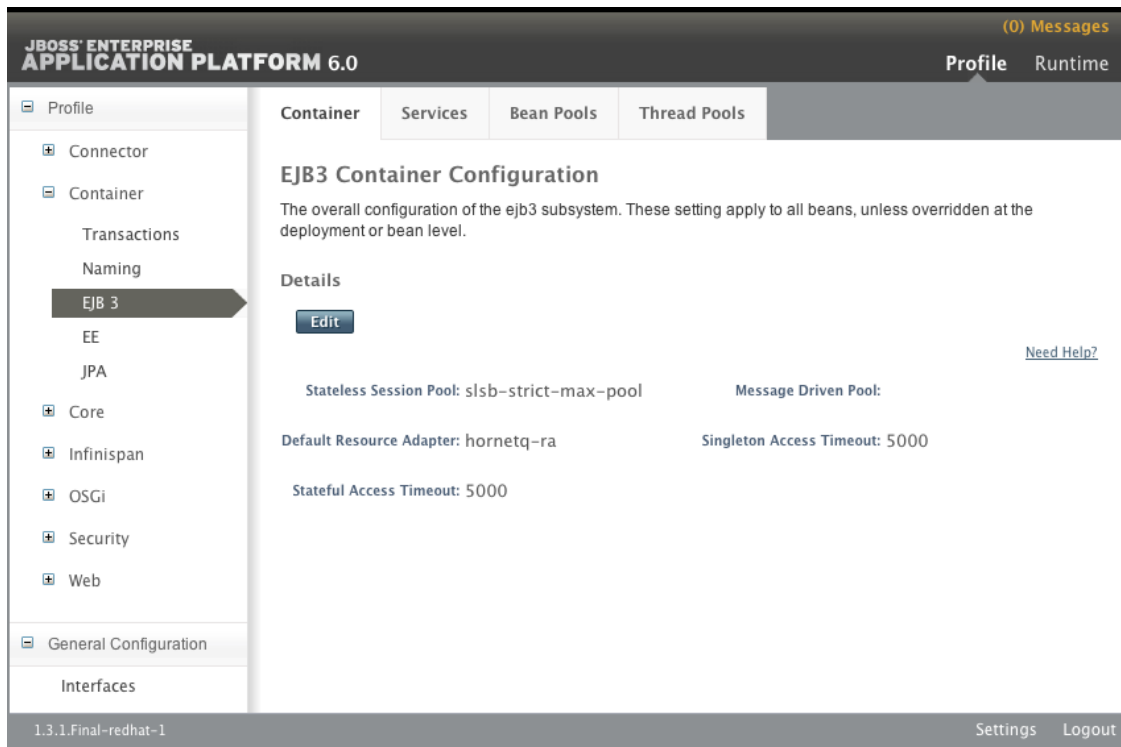 (0) Messages
JBOSS' ENTERPRISE
APPLICATION PLATFORM 6.0
Profile Runtime
Profile
Connector
Container
Transactions
Naming
EJB 3
EE
JPA
Core
Infinispan
OSGi
Security
Web
General Configuration
Interfaces
Container Services Bean Pools Thread Pools
EJB3 Container Configuration
The overall configuration of the ejb3 subsystem. These setting apply to all beans, unless overridden at the
deployment or bean level.
Details
Edit
Need Help?
Stateless Session Pool: slsb-strict-max-pool Message Driven Pool:
Default Resource Adapter: hornetq-ra Singleton Access Timeout: 5000
Stateful Access Timeout: 5000
1.3.1.Final-redhat-1 Settings Logout